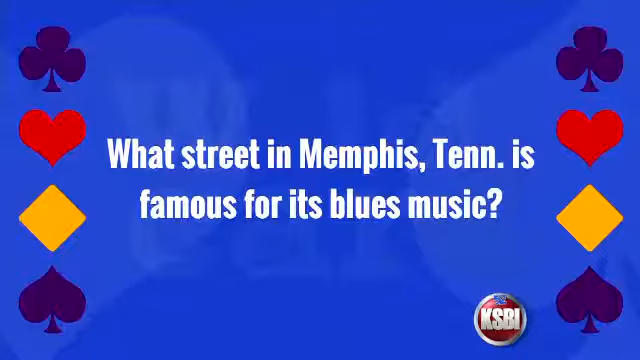 What street in Memphis, Tenn. is
famous for its blues music?
KSBI